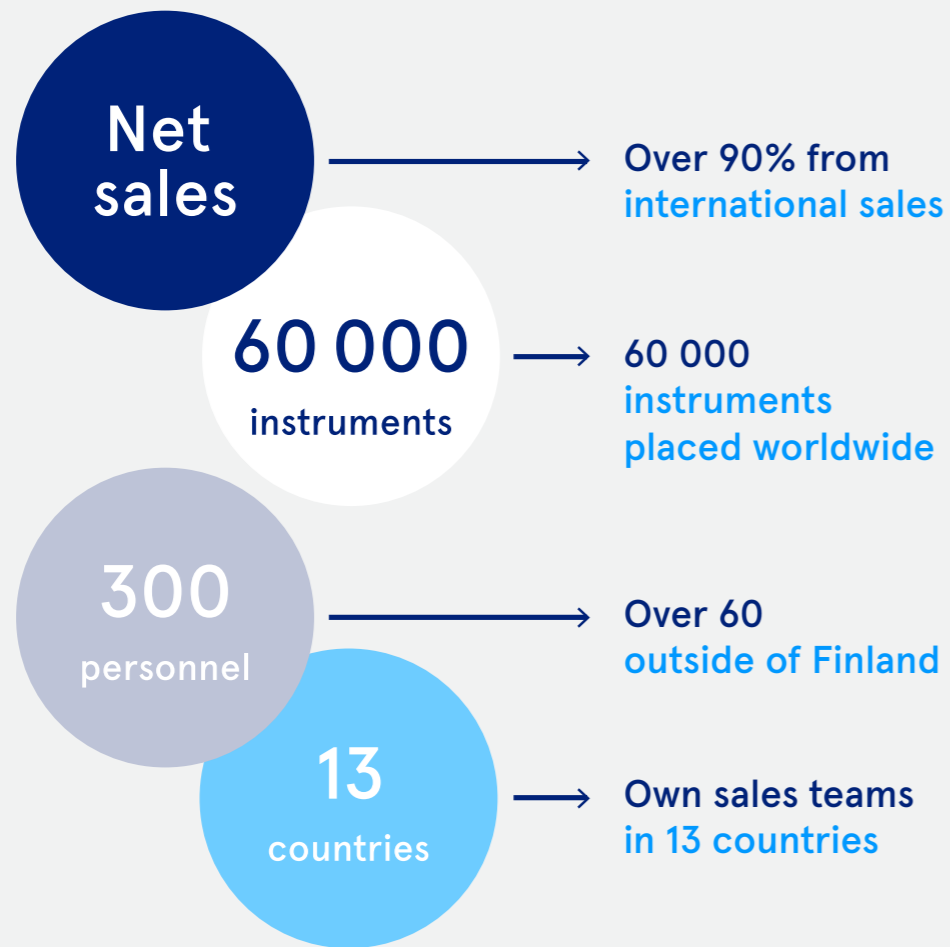 Net
sales
Over 90% from
international sales
60 000
instruments
60 000
instruments
placed worldwide
300
personnel
Over 60
outside of Finland
13
countries
Own sales teams
in 13 countries